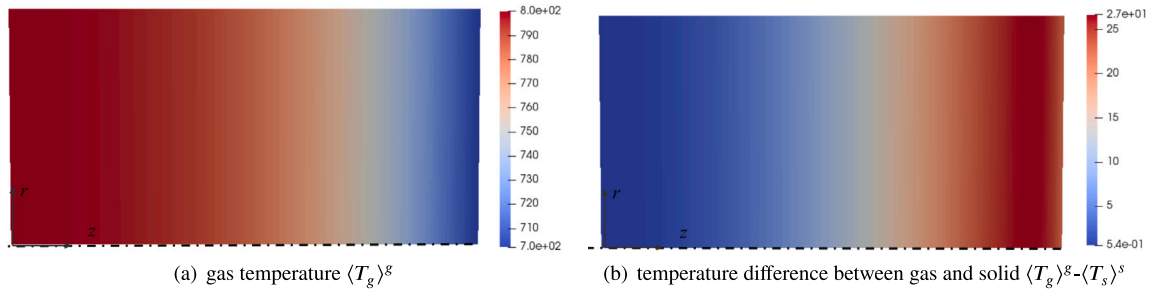 8.0e+02
790
780
770
760
750
740
730
720
710
7.0e+02
r
z
(a) gas temperature ⟨T_g⟩^g
2.7e+01
25
20
15
10
5
5.4e-01
r
z
(b) temperature difference between gas and solid ⟨T_g⟩^g-⟨T_s⟩^s